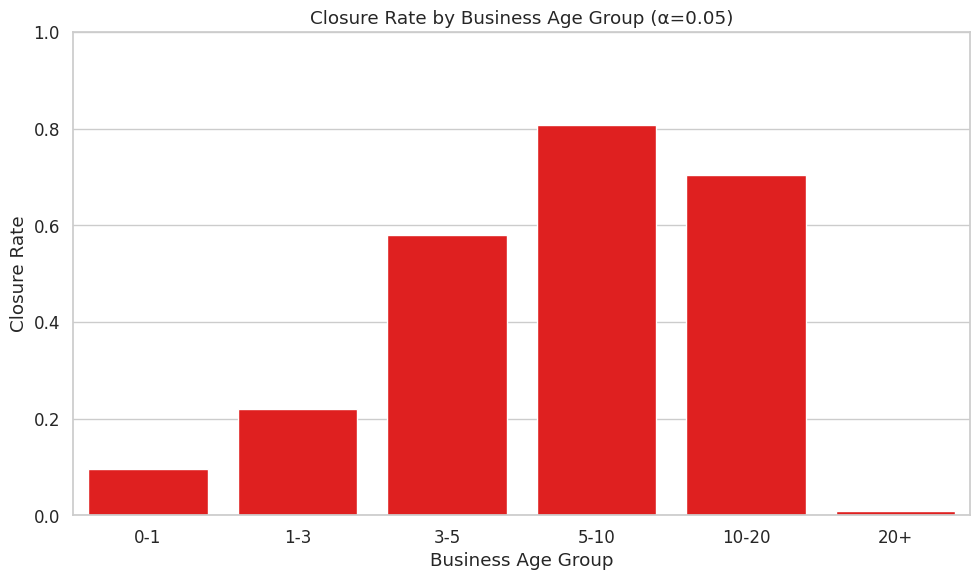 Closure Rate by Business Age Group (α=0.05)
1.0
0.8
0.6
0.4
0.2
0.0
Closure Rate
0-1 1-3 3-5 5-10 10-20 20+
Business Age Group